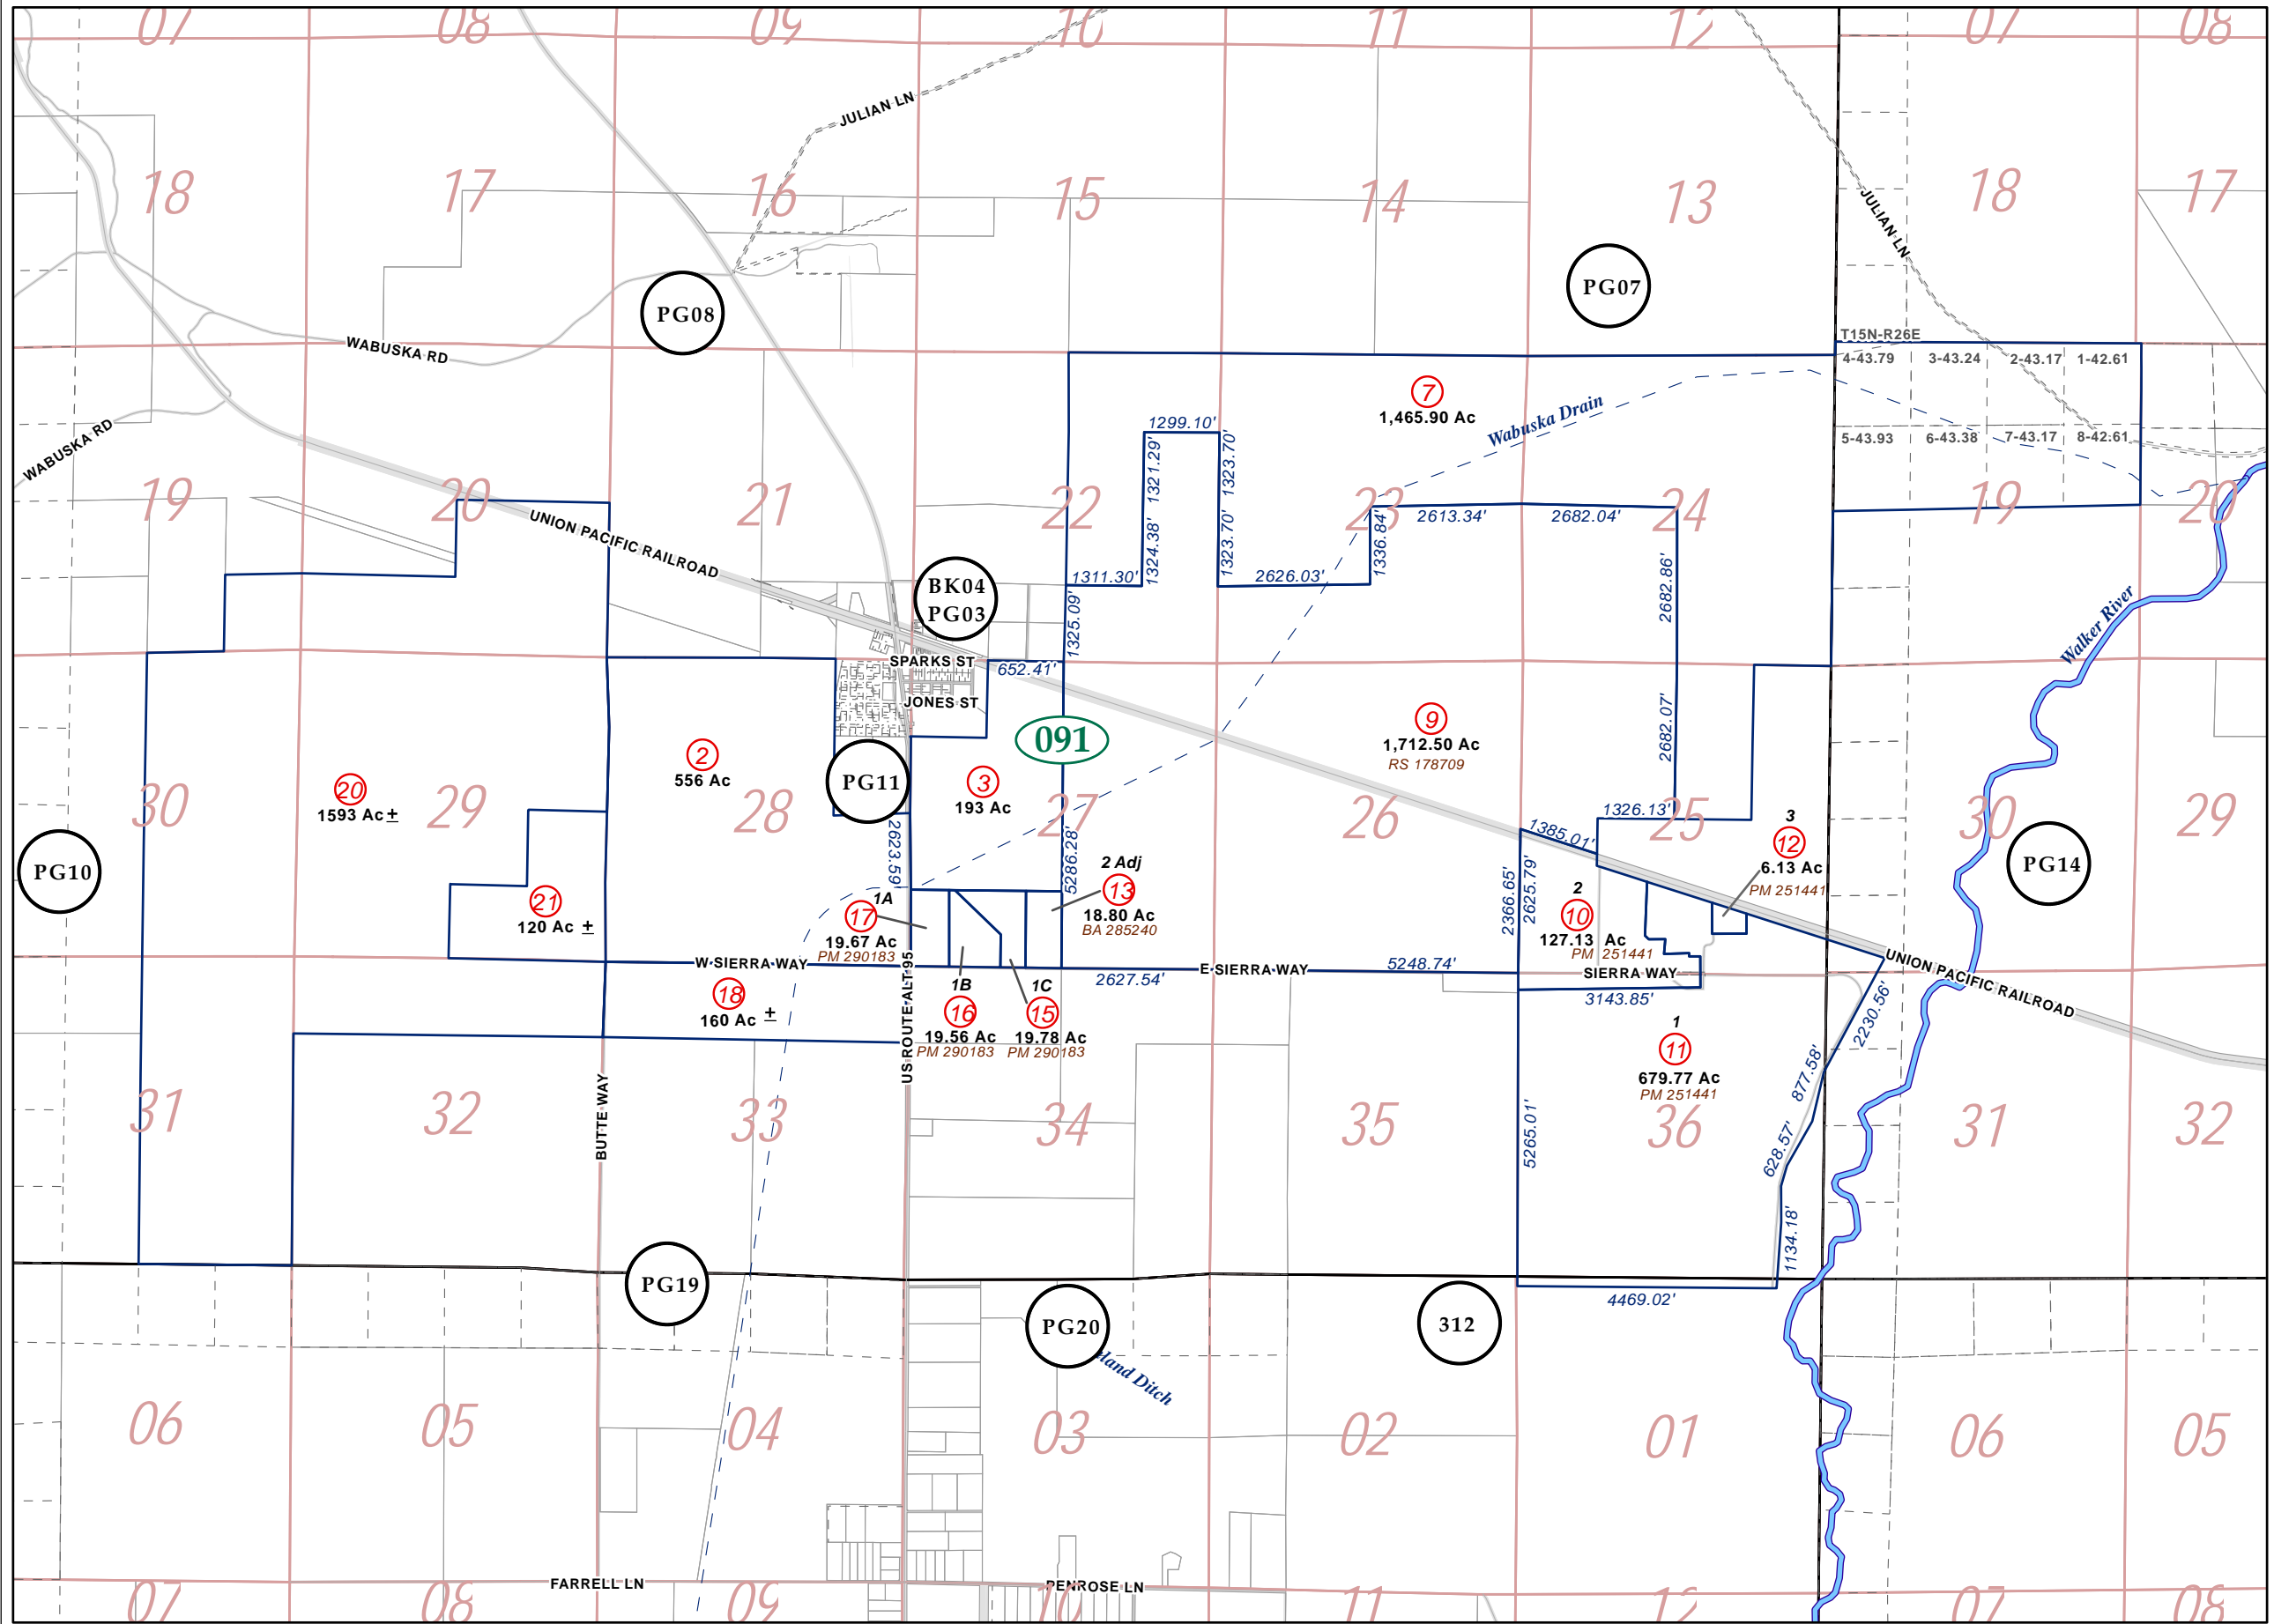 07
08
09
10
11
12
07
08
JULIAN LN
18
17
16
15
14
13
18
17
JULIAN LN
PG08
PG07
WABUSKA RD
T15N-R26E
4-43.79
3-43.24
2-43.17
1-42.61
7
1,465.90 Ac
Wabuska Drain
1299.10'
1321.29'
1323.70'
5-43.93
6-43.38
7-43.17
8-42.61
WABUSKA RD
19
20
21
22
23
24
19
20
UNION PACIFIC RAILROAD
2613.34'
2682.04'
1324.38'
1323.70'
1336.84'
1311.30'
2626.03'
2682.86'
BK04
PG03
1325.09'
Walker River
SPARKS ST
652.41'
JONES ST
091
9
1,712.50 Ac
RS 178709
2682.07'
2
556 Ac
PG11
3
193 Ac
20
1593 Ac ±
30
29
28
27
26
25
30
29
1326.13'
1385.01'
3
12
6.13 Ac
PM 251441
PG10
PG14
2623.59'
5286.28'
2 Adj
13
18.80 Ac
BA 285240
2366.65'
2625.79'
2
10
127.13 Ac
PM 251441
21
120 Ac ±
1A
17
19.67 Ac
PM 290183
W SIERRA WAY
E SIERRA WAY
5248.74'
SIERRA WAY
UNION PACIFIC RAILROAD
2627.54'
3143.85'
18
160 Ac ±
US ROUTE ALT 95
1B
16
19.56 Ac
PM 290183
1C
15
19.78 Ac
PM 290183
1
11
679.77 Ac
PM 251441
2230.56'
877.58'
31
32
33
34
35
36
31
32
BUTTE WAY
5265.01'
628.57'
1134.18'
PG19
PG20
312
4469.02'
land Ditch
06
05
04
03
02
01
06
05
FARRELL LN
PENROSE LN
07
08
09
10
11
12
07
08